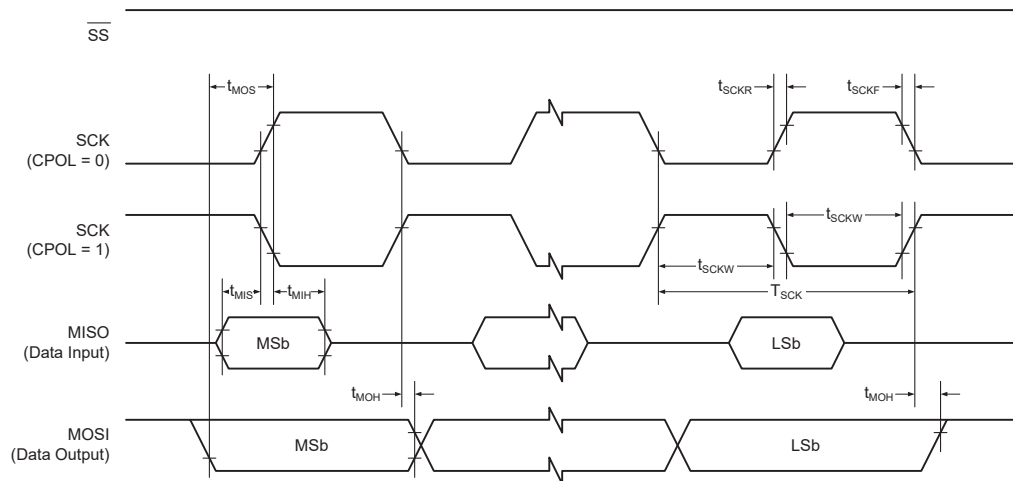 SS
tMOS
tSCKR
tSCKF
SCK
(CPOL = 0)
SCK
(CPOL = 1)
tSCKW
tSCKW
TSCK
tMIS
tMIH
MISO
(Data Input)
MSb
LSb
tMOH
tMOH
MOSI
(Data Output)
MSb
LSb